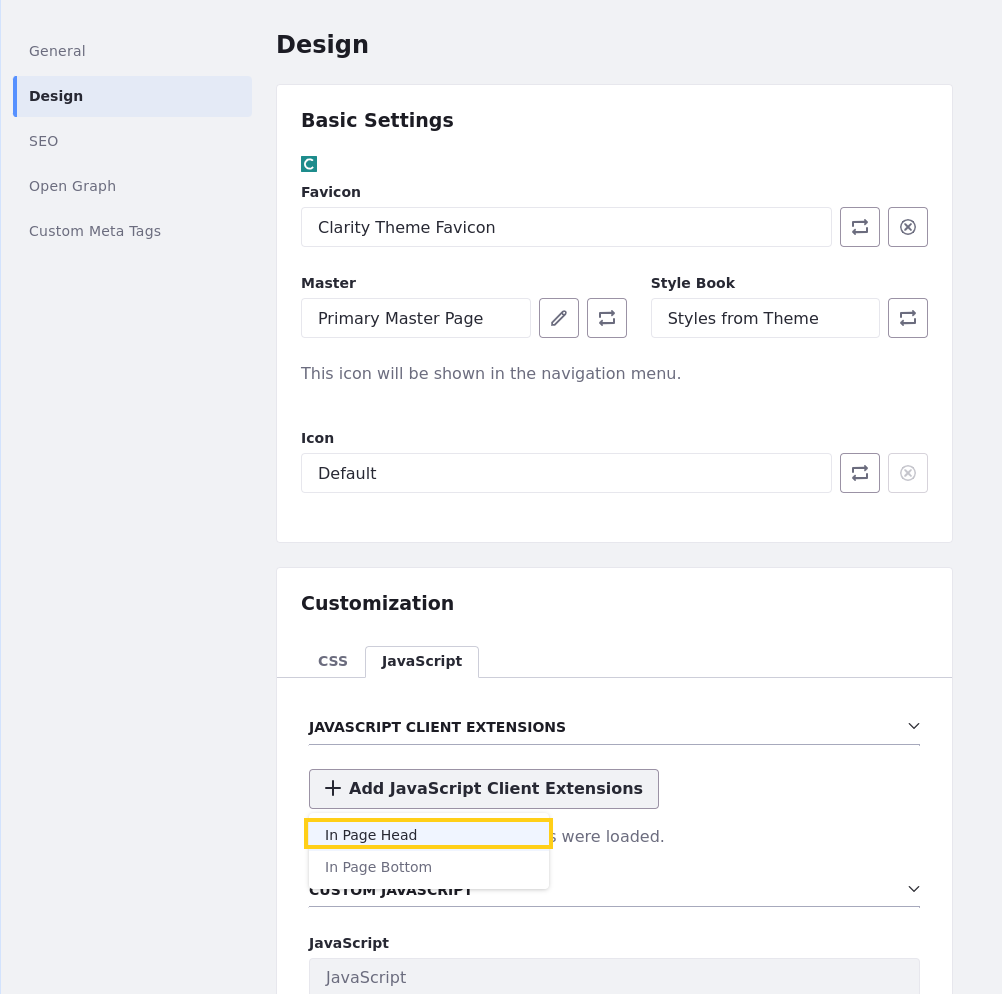 General
Design
SEO
Open Graph
Custom Meta Tags
Design
Basic Settings
C
Favicon
Clarity Theme Favicon
Master
Style Book
Primary Master Page
Styles from Theme
This icon will be shown in the navigation menu.
Icon
Default
Customization
CSS
JavaScript
JAVASCRIPT CLIENT EXTENSIONS
Add JavaScript Client Extensions
In Page Head
s were loaded.
In Page Bottom
CUSTOM JAVASCRIPT
JavaScript
JavaScript